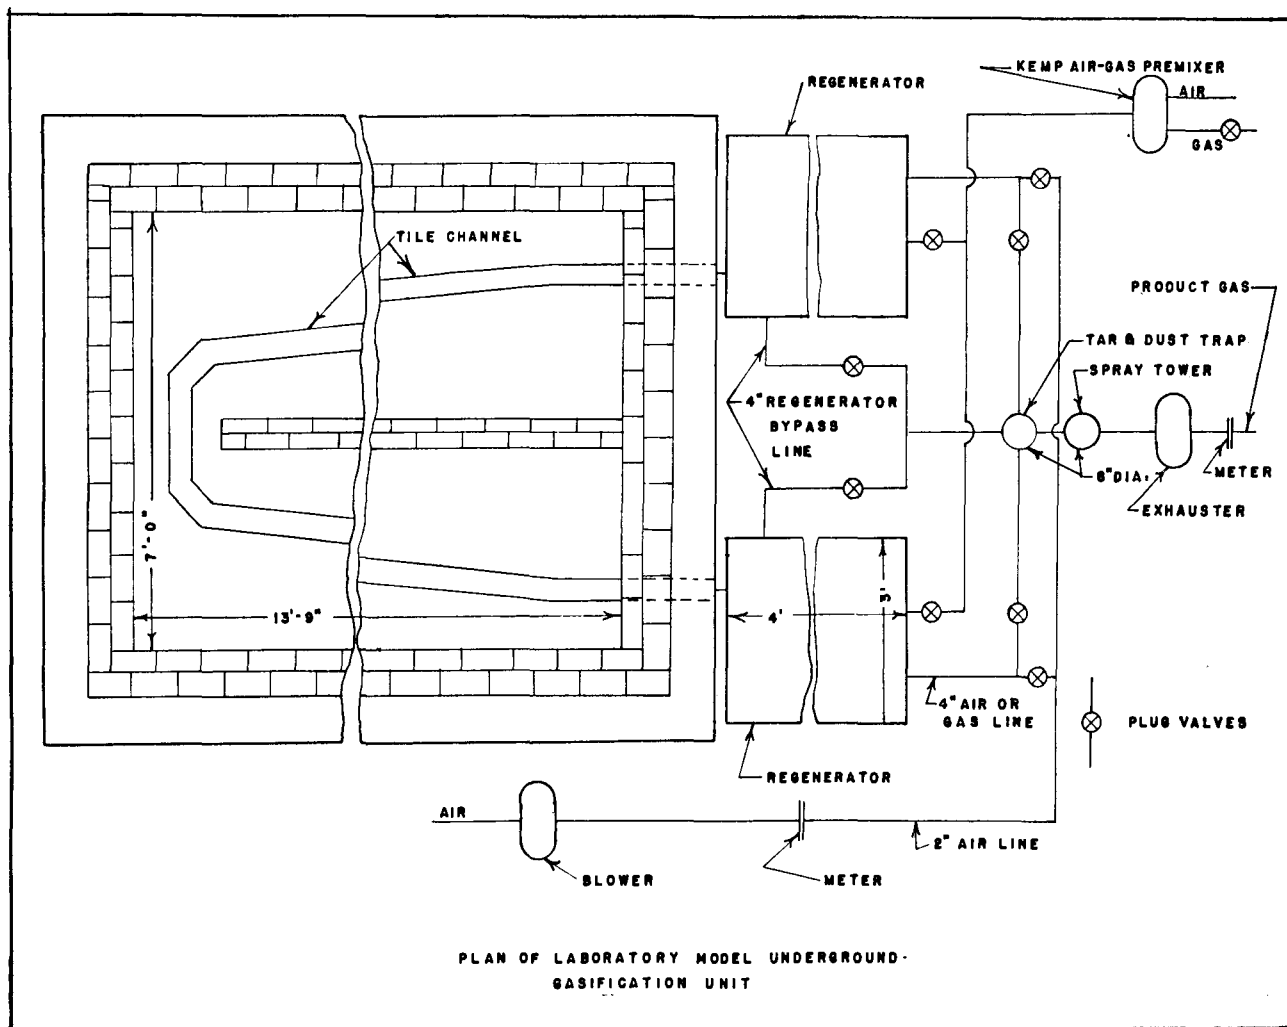 KEMP AIR-GAS PREMIXER
AIR
GAS
REGENERATOR
TILE CHANNEL
PRODUCT GAS
TAR & DUST TRAP
SPRAY TOWER
4" REGENERATOR
BYPASS
LINE
6" DIA.
METER
EXHAUSTER
7'-0"
13'-9"
4'
3'
4" AIR OR
GAS LINE
PLUG VALVES
REGENERATOR
AIR
2" AIR LINE
BLOWER
METER
PLAN OF LABORATORY MODEL UNDERGROUND-
GASIFICATION UNIT